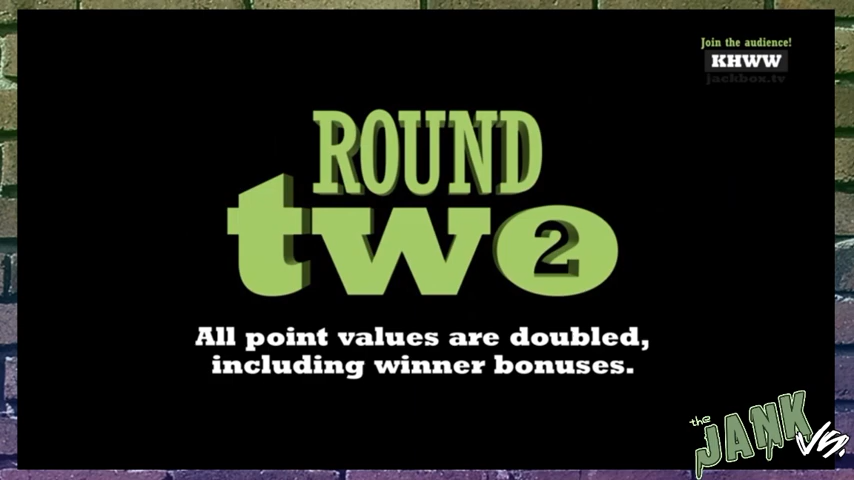 Join the audience!
KHWW
jackbox.tv
ROUND
two
2
All point values are doubled,
including winner bonuses.
the
JANK
VS.